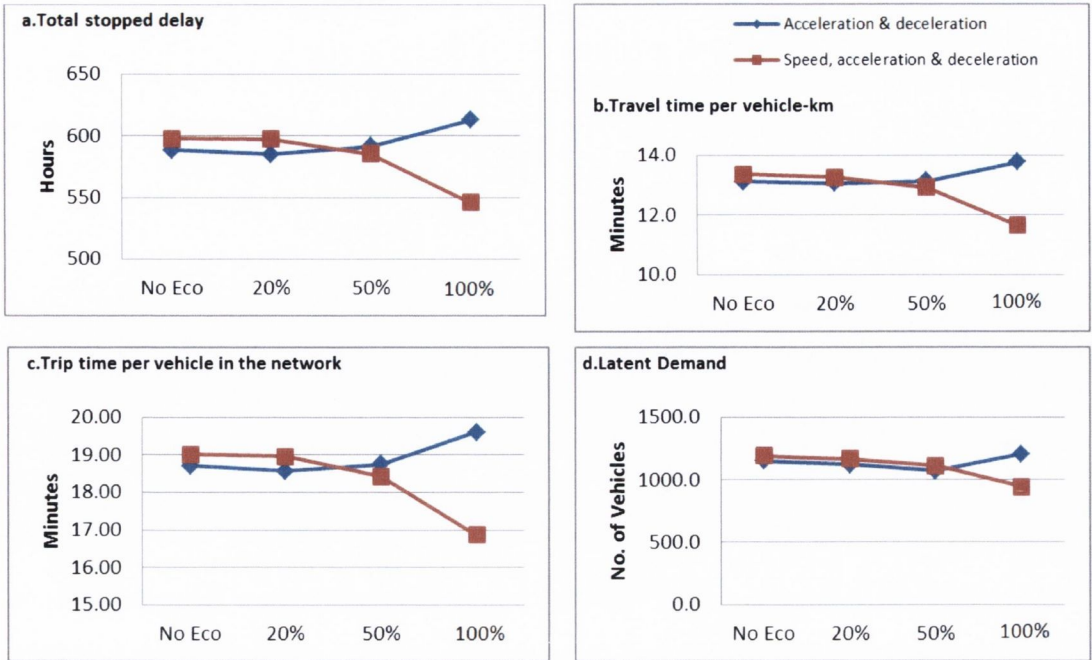 a.Total stopped delay
650
600
550
500
Hours
No Eco 20% 50% 100%
Acceleration & deceleration
Speed, acceleration & deceleration
b.Travel time per vehicle-km
14.0
12.0
10.0
Minutes
No Eco 20% 50% 100%
c.Trip time per vehicle in the network
20.00
19.00
18.00
17.00
16.00
15.00
Minutes
No Eco 20% 50% 100%
d.Latent Demand
1500.0
1000.0
500.0
0.0
No. of Vehicles
No Eco 20% 50% 100%